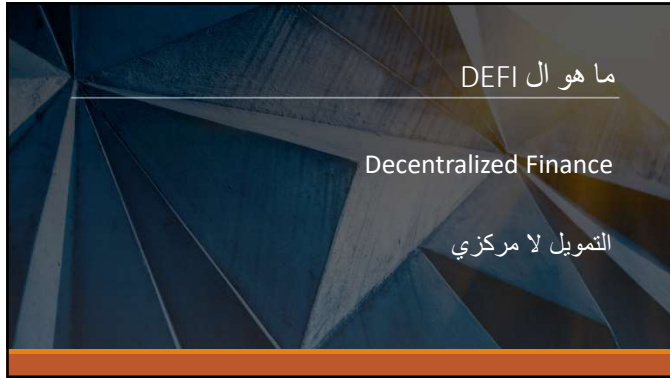 ما هو ال DEFI
Decentralized Finance
التمويل لا مركزي